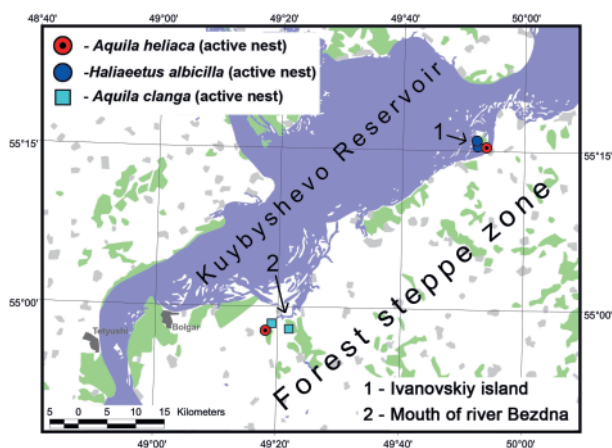 48°40' 49°00' 49°20' 49°40' 50°00'
- Aquila heliaca (active nest)
-Haliaeetus albicilla (active nest)
- Aquila clanga (active nest)
55°15' 55°15'
1
Kuybyshevo Reservoir
2
Forest steppe zone
55°00' 55°00'
Tetyushi
Bolgar
1 - Ivanovskiy island
2 - Mouth of river Bezdna
5 0 5 10 15 Kilometers
49°00' 49°20' 49°40'